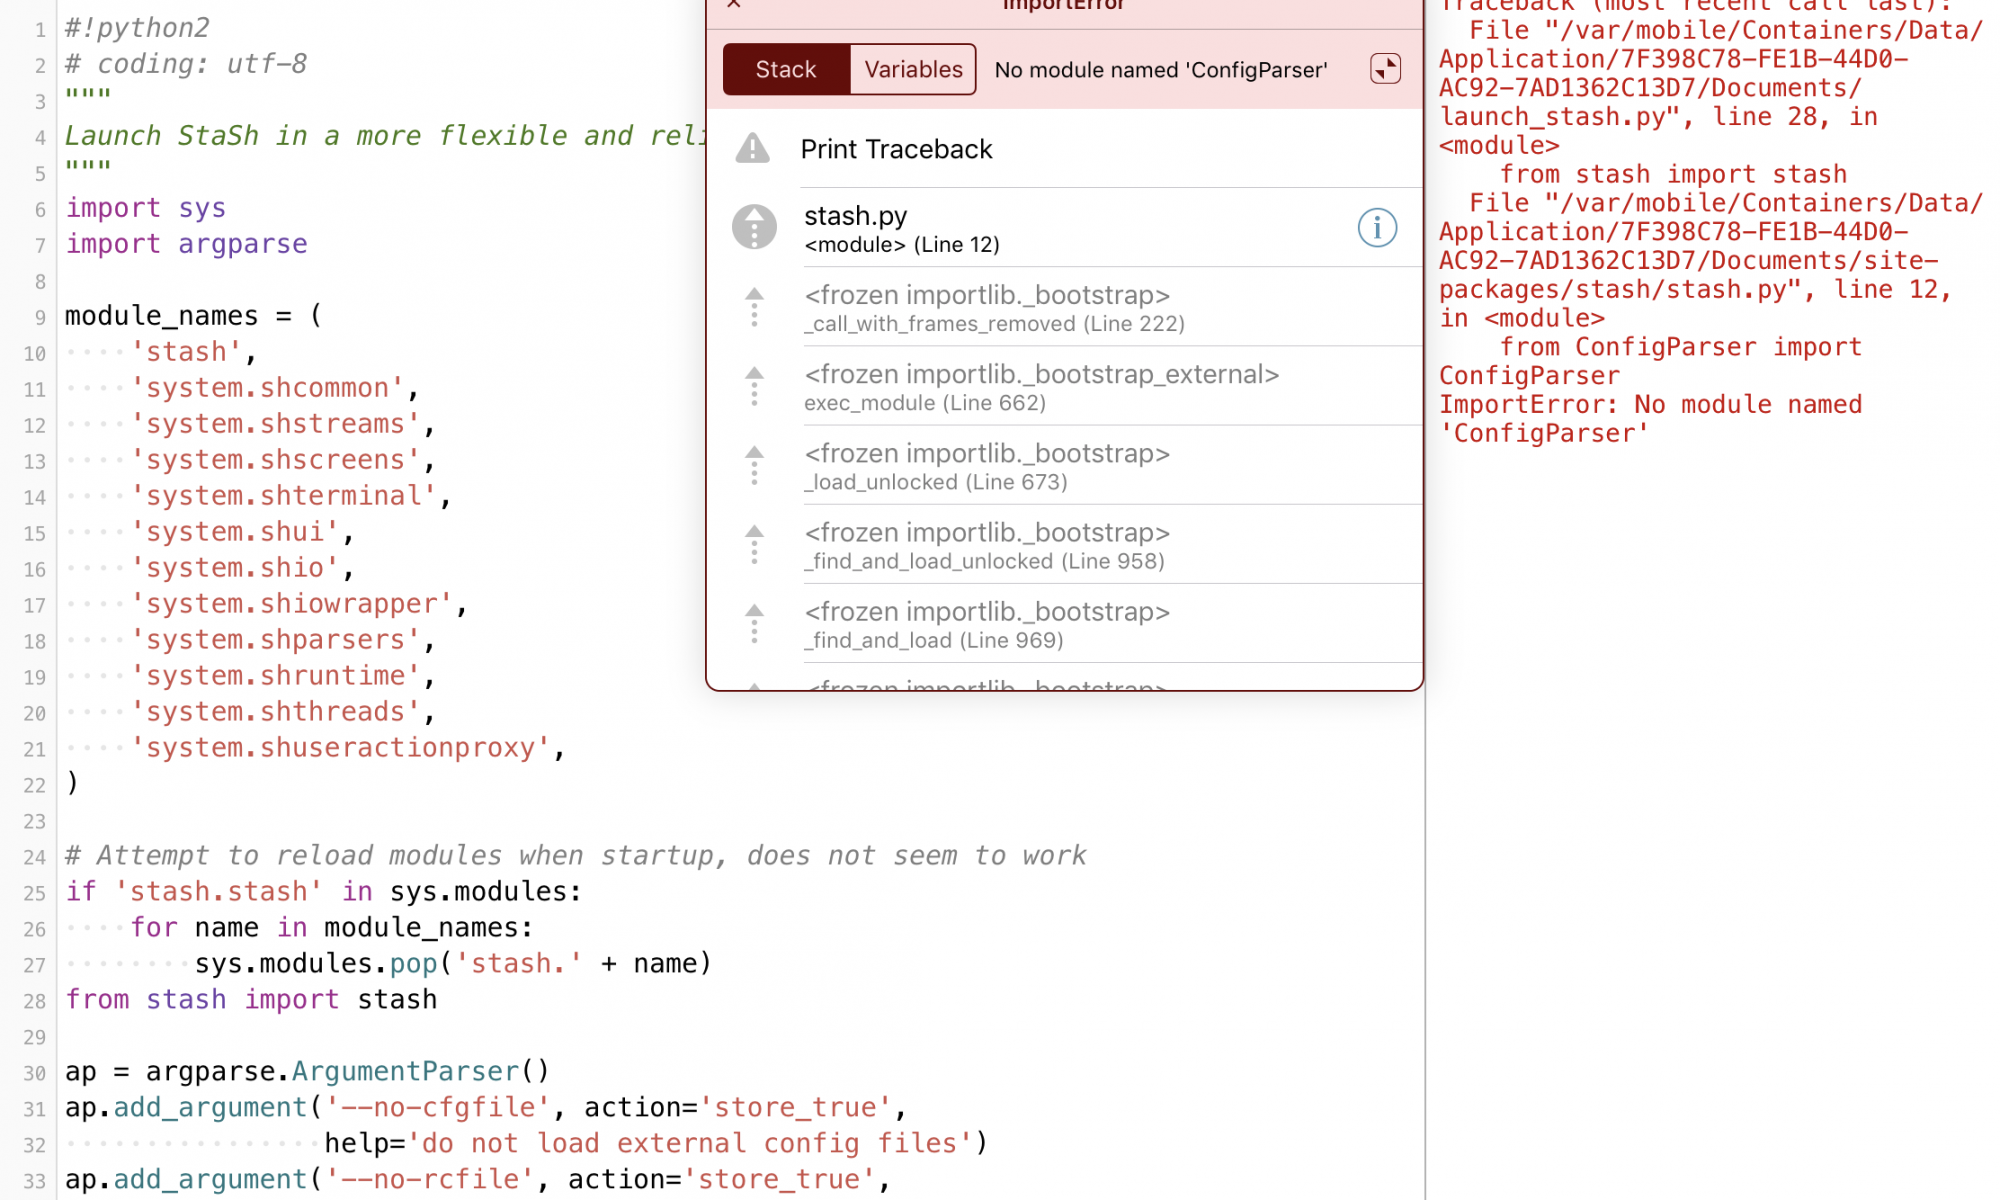 1 #!python2
2 # coding: utf-8
3 """
4 Launch StaSh in a more flexible and reli
5 """
6 import sys
7 import argparse
8
9 module_names = (
10 'stash',
11 'system.shcommon',
12 'system.shstreams',
13 'system.shscreens',
14 'system.shterminal',
15 'system.shui',
16 'system.shio',
17 'system.shiowrapper',
18 'system.shparsers',
19 'system.shruntime',
20 'system.shthreads',
21 'system.shuseractionproxy',
22 )
23
24 # Attempt to reload modules when startup, does not seem to work
25 if 'stash.stash' in sys.modules:
26 for name in module_names:
27 sys.modules.pop('stash.' + name)
28 from stash import stash
29
30 ap = argparse.ArgumentParser()
31 ap.add_argument('--no-cfgfile', action='store_true',
32 help='do not load external config files')
33 ap.add_argument('--no-rcfile', action='store_true',
ImportError
Stack Variables No module named 'ConfigParser'
Print Traceback
stash.py
<module> (Line 12)
<frozen importlib._bootstrap>
_call_with_frames_removed (Line 222)
<frozen importlib._bootstrap_external>
exec_module (Line 662)
<frozen importlib._bootstrap>
_load_unlocked (Line 673)
<frozen importlib._bootstrap>
_find_and_load_unlocked (Line 958)
<frozen importlib._bootstrap>
_find_and_load (Line 969)
<frozen importlib._bootstrap>
Traceback (most recent call last):
File "/var/mobile/Containers/Data/
Application/7F398C78-FE1B-44D0-
AC92-7AD1362C13D7/Documents/
launch_stash.py", line 28, in
<module>
from stash import stash
File "/var/mobile/Containers/Data/
Application/7F398C78-FE1B-44D0-
AC92-7AD1362C13D7/Documents/site-
packages/stash/stash.py", line 12,
in <module>
from ConfigParser import
ConfigParser
ImportError: No module named
'ConfigParser'